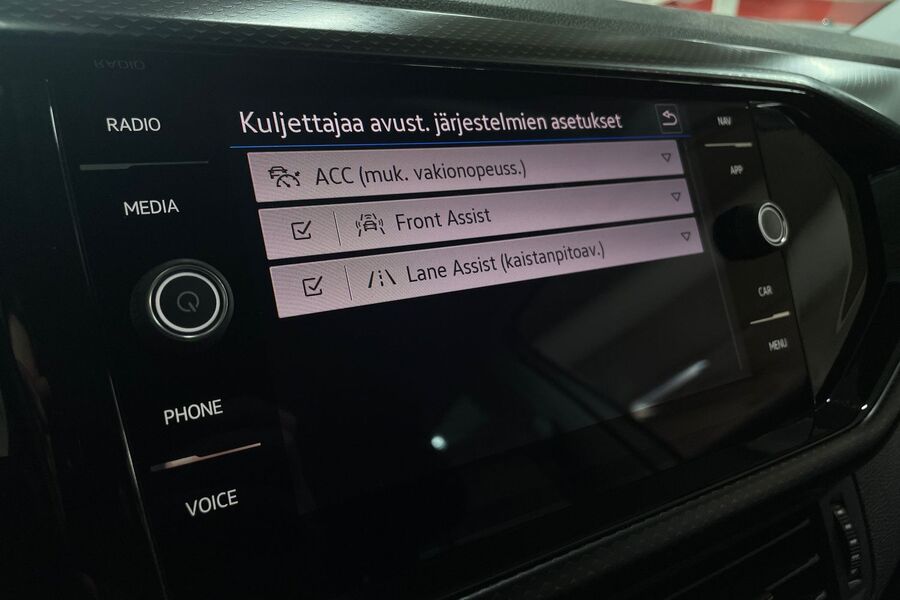 RADIO
MEDIA
PHONE
VOICE
Kuljettajaa avust. järjestelmien asetukset
ACC (muk. vakionopeuss.)
Front Assist
Lane Assist (kaistanpitoav.)
NAV
APP
CAR
MENU